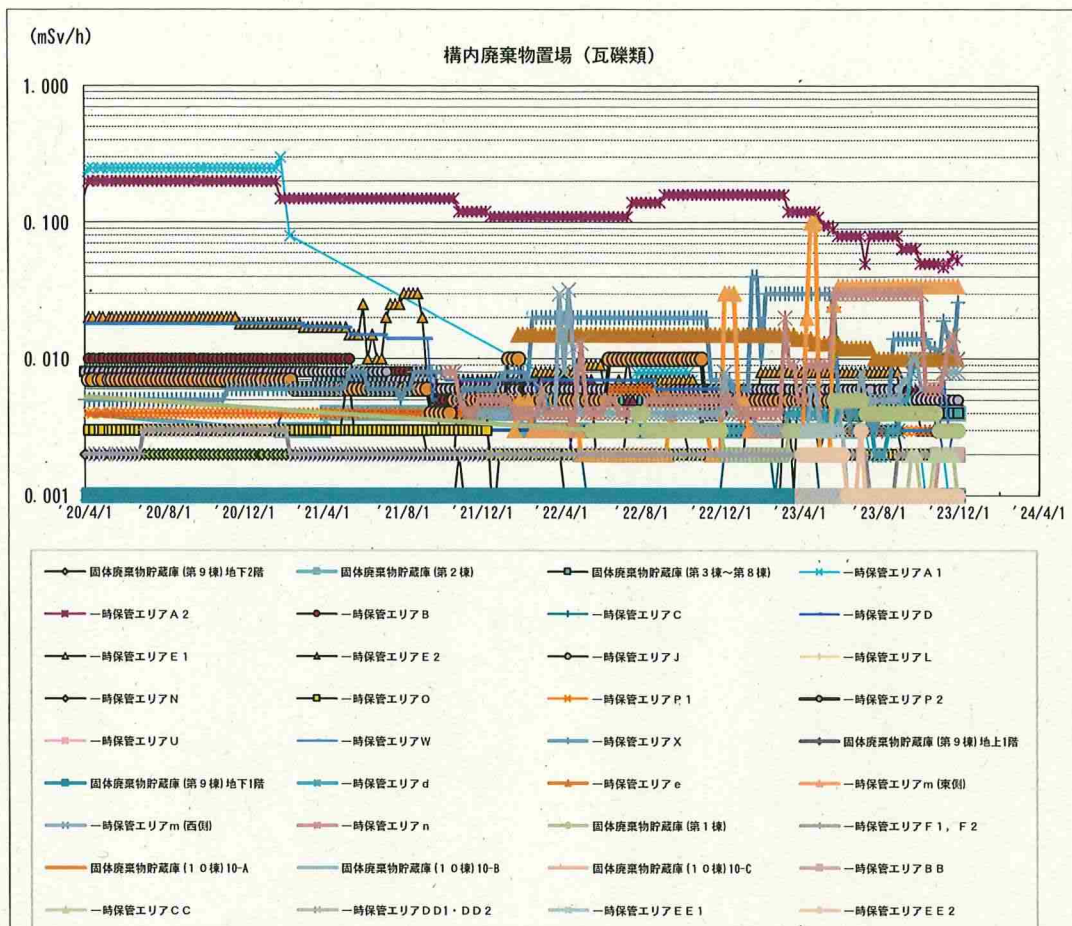 (mSv/h)
構内廃棄物置場(瓦礫類)
1.000
0.100
0.010
0.001
'20/4/1 '20/8/1 '20/12/1 '21/4/1 '21/8/1 '21/12/1 '22/4/1 '22/8/1 '22/12/1 '23/4/1 '23/8/1 '23/12/1 '24/4/1
固体廃棄物貯蔵庫(第9棟)地下2階 固体廃棄物貯蔵庫(第2棟) 固体廃棄物貯蔵庫(第3棟~第8棟) 一時保管エリアA1
一時保管エリアA2 一時保管エリアB 一時保管エリアC 一時保管エリアD
一時保管エリアE1 一時保管エリアE2 一時保管エリアJ 一時保管エリアL
一時保管エリアN 一時保管エリアO 一時保管エリアP1 一時保管エリアP2
一時保管エリアU 一時保管エリアW 一時保管エリアX 固体廃棄物貯蔵庫(第9棟)地上1階
固体廃棄物貯蔵庫(第9棟)地下1階 一時保管エリアd 一時保管エリアe 一時保管エリアm(東側)
一時保管エリアm(西側) 一時保管エリアn 固体廃棄物貯蔵庫(第1棟) 一時保管エリアF1,F2
固体廃棄物貯蔵庫(10棟)10-A 固体廃棄物貯蔵庫(10棟)10-B 固体廃棄物貯蔵庫(10棟)10-C 一時保管エリアBB
一時保管エリアCC 一時保管エリアDD1・DD2 一時保管エリアEE1 一時保管エリアEE2